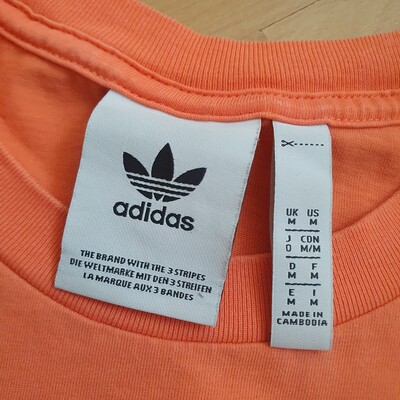 adidas
THE BRAND WITH THE 3 STRIPES
DIE WELTMARKE MIT DEN 3 STREIFEN
LA MARQUE AUX 3 BANDES
UK US
M M
J CDN
O M/M
D F
M M
E I
M M
MADE IN
CAMBODIA